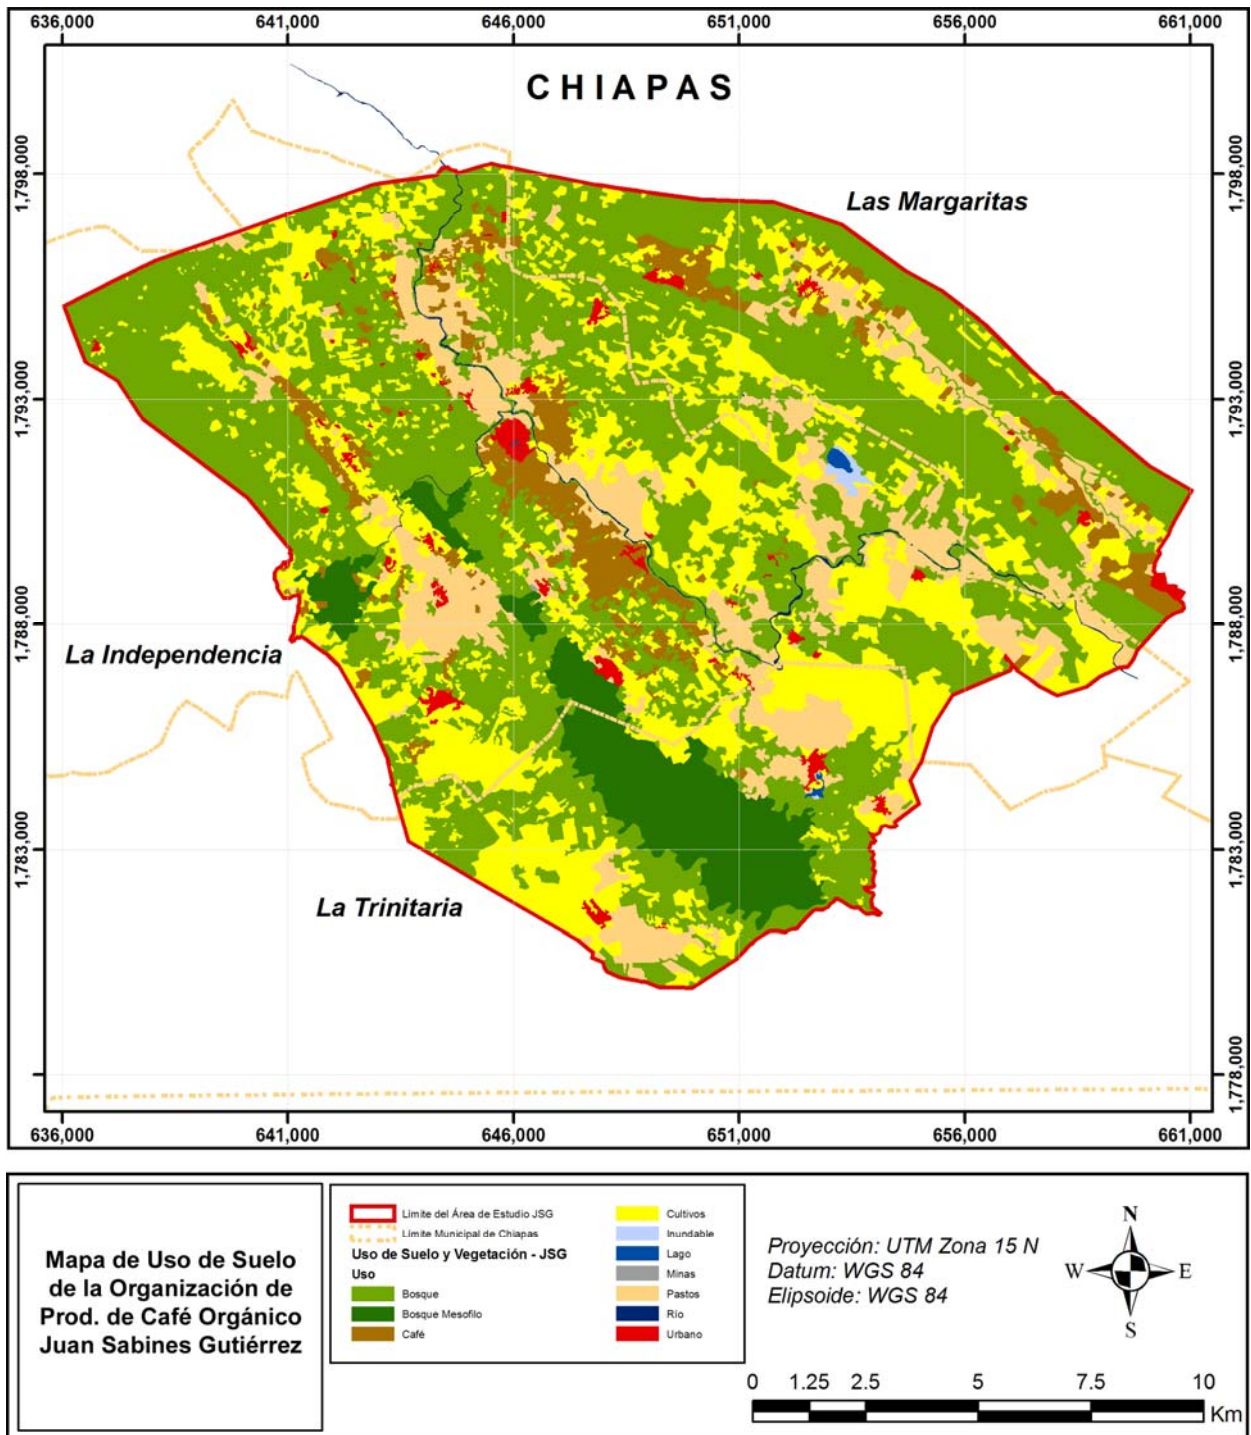 636,000 641,000 646,000 651,000 656,000 661,000
CHIAPAS
1,798,000
1,798,000
Las Margaritas
1,793,000
1,793,000
1,788,000
1,788,000
La Independencia
1,783,000
1,783,000
La Trinitaria
1,778,000
636,000 641,000 646,000 651,000 656,000 661,000
Mapa de Uso de Suelo
de la Organización de
Prod. de Café Orgánico
Juan Sabines Gutiérrez
Límite del Área de Estudio JSG
Límite Municipal de Chiapas
Uso de Suelo y Vegetación - JSG
Uso
Bosque
Bosque Mesofilo
Café
Cultivos
Inundable
Lago
Minas
Pastos
Río
Urbano
Proyección: UTM Zona 15 N
Datum: WGS 84
Elipsoide: WGS 84
N
W E
S
0 1.25 2.5 5 7.5 10
Km